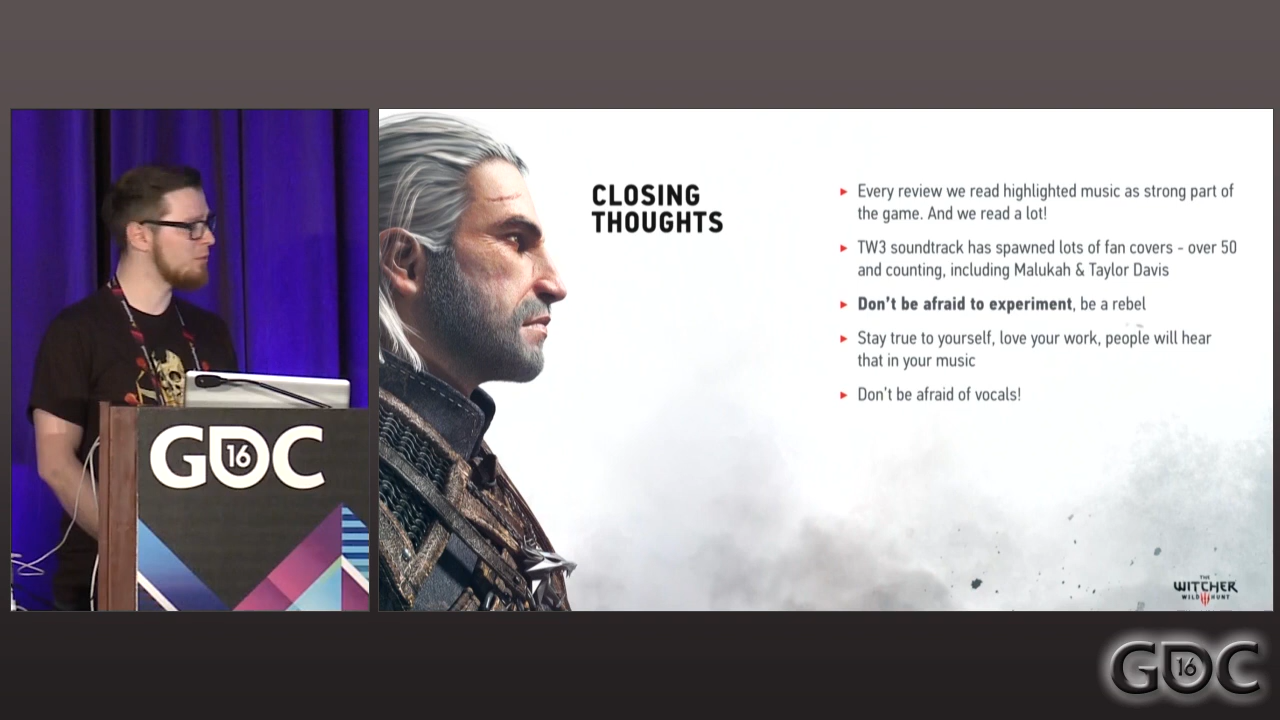 CLOSING
THOUGHTS
► Every review we read highlighted music as strong part of
the game. And we read a lot!
► TW3 soundtrack has spawned lots of fan covers - over 50
and counting, including Malukah & Taylor Davis
► Don't be afraid to experiment, be a rebel
► Stay true to yourself, love your work, people will hear
that in your music
► Don't be afraid of vocals!
GDC
16
THE
WITCHER
WILD HUNT
GDC
16